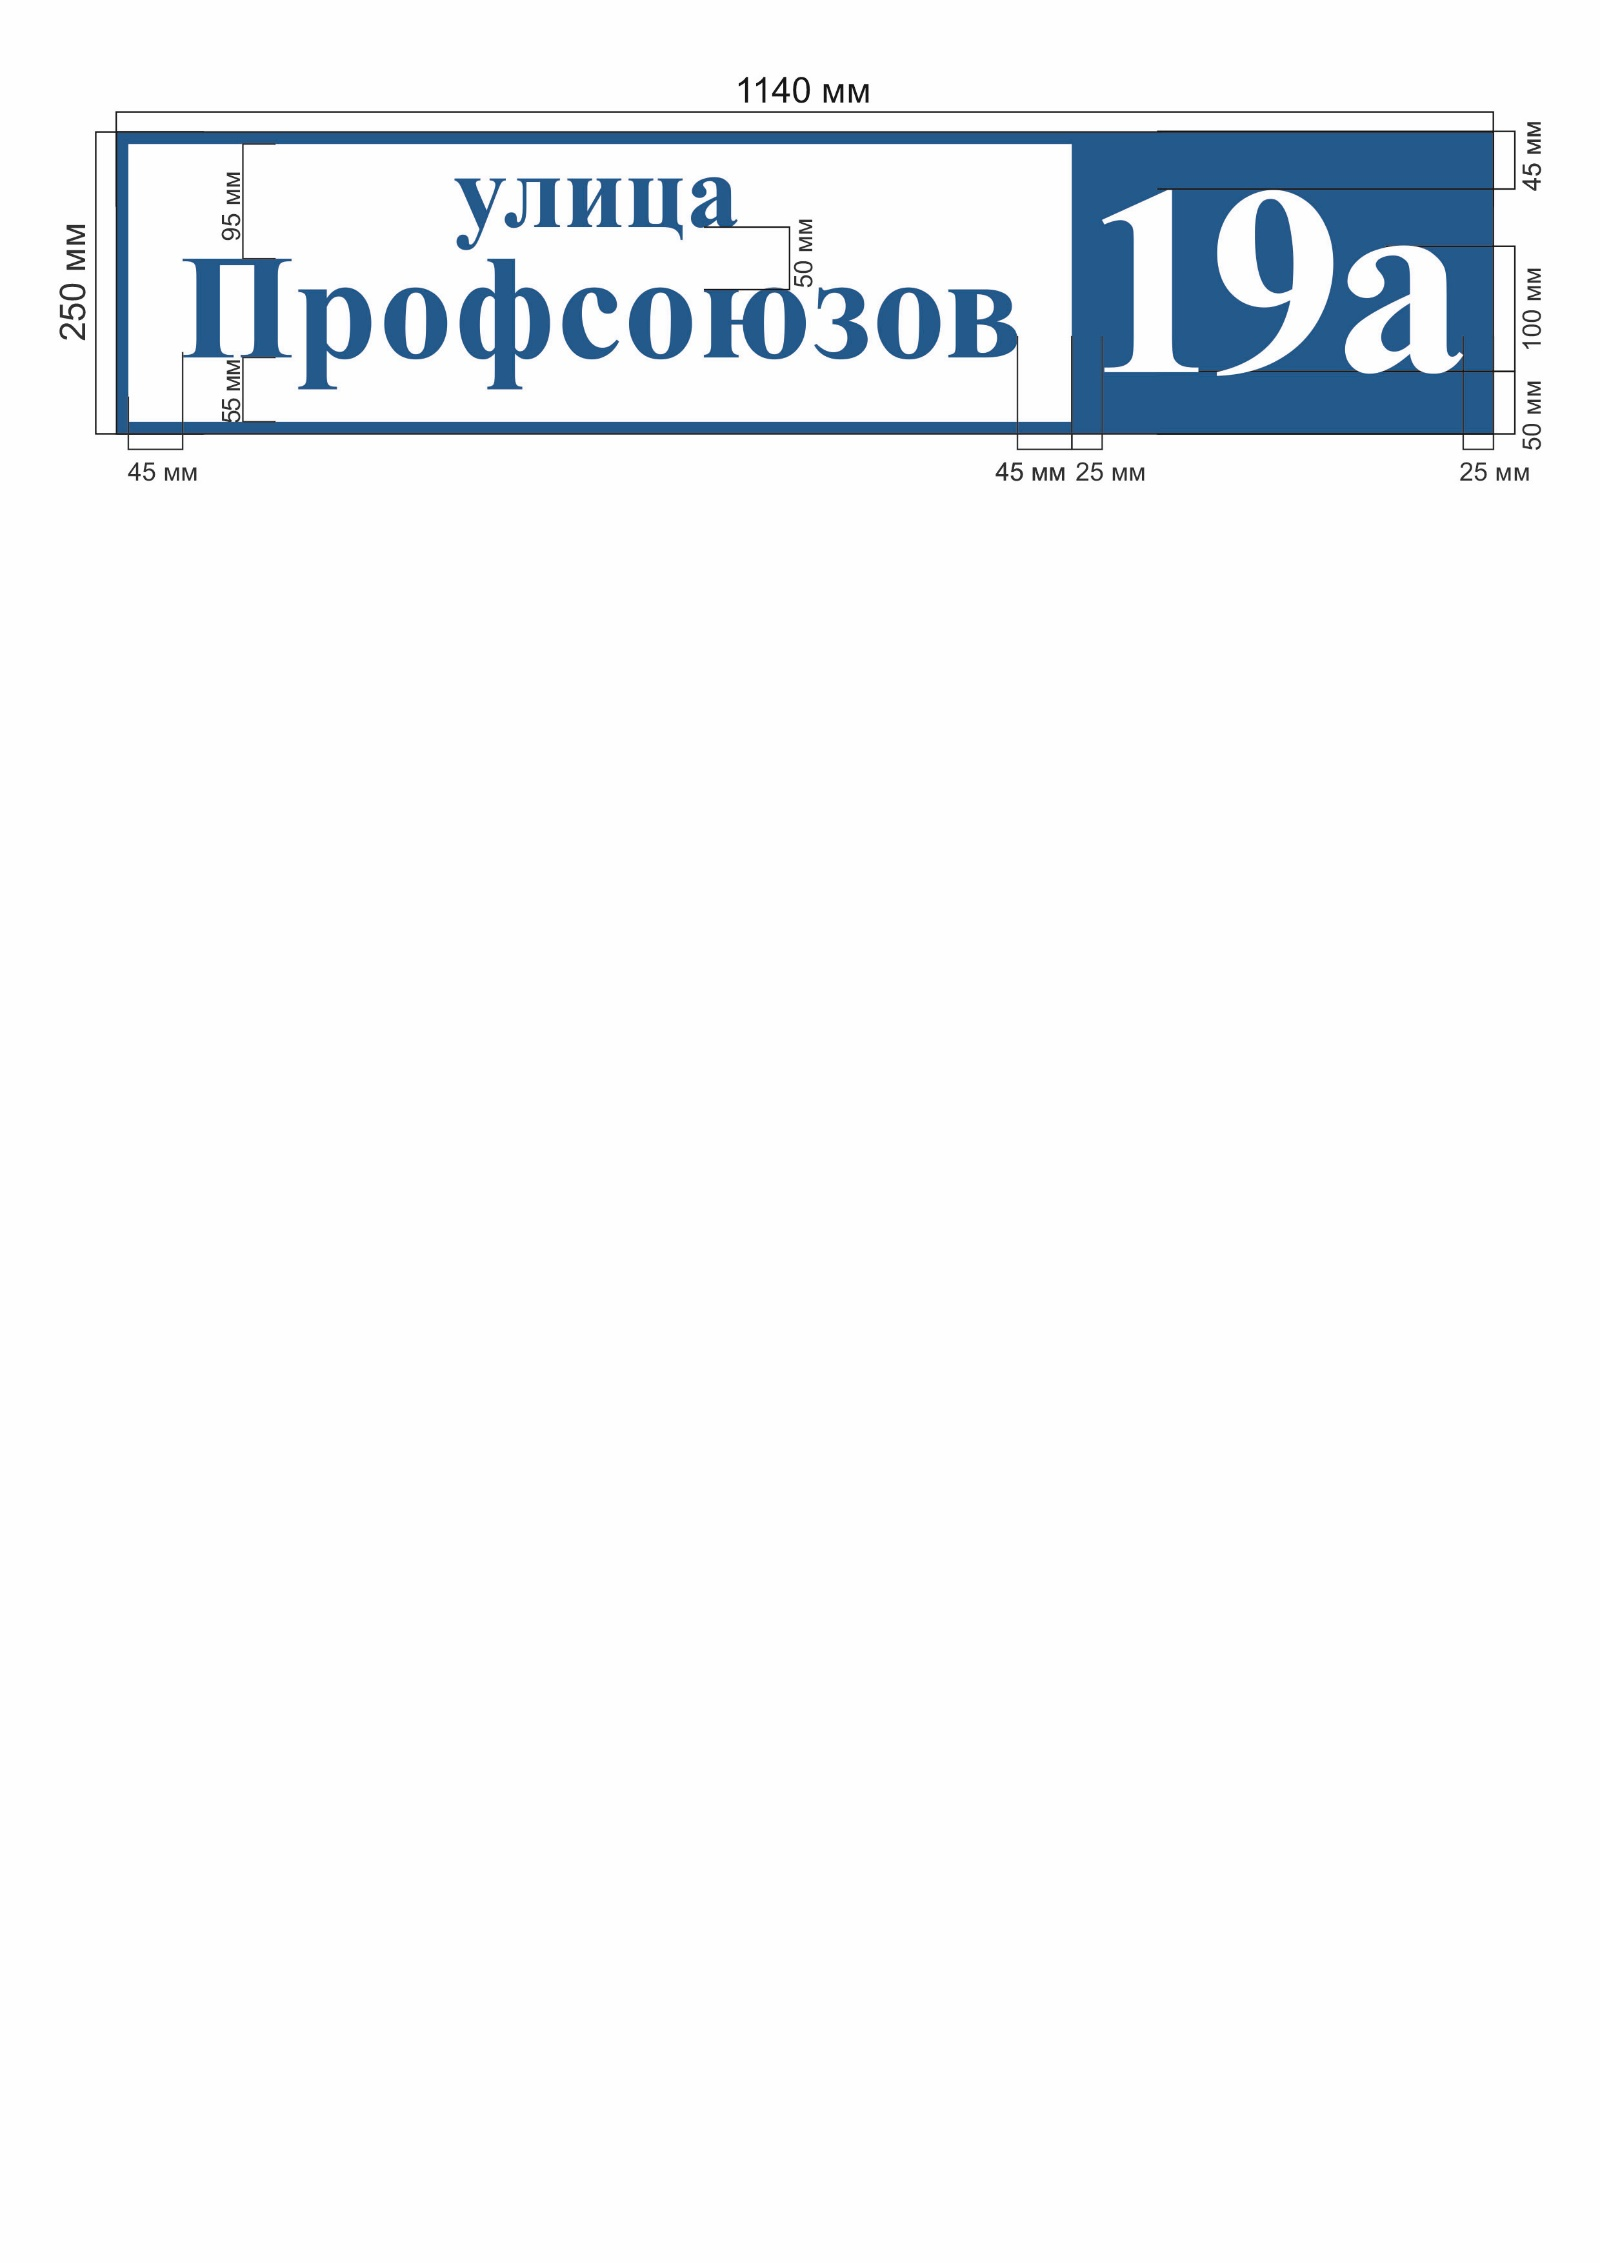 1140 мм
45 мм
95 мм
улица
50 мм
250 мм
Профсоюзов
19а
100 мм
55 мм
50 мм
45 мм
45 мм
25 мм
25 мм